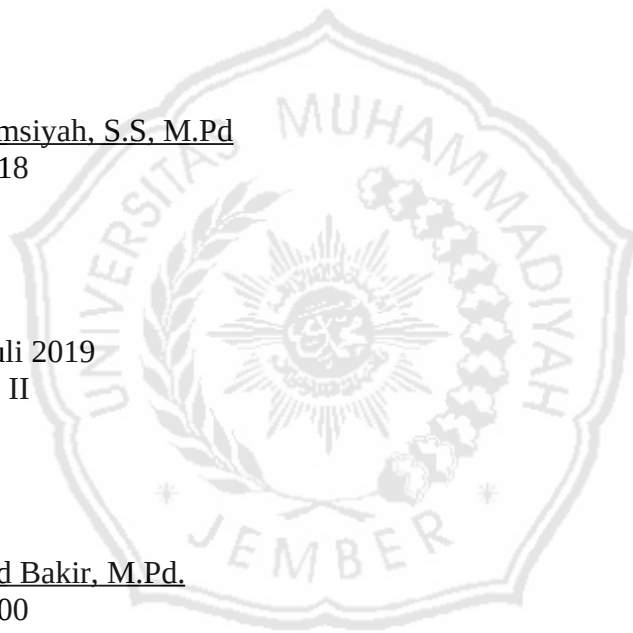 msiyah, S.S, M.Pd
18
uli 2019
II
d Bakir, M.Pd.
00
UNIVERSITAS MUHAMMADIYAH
JEMBER